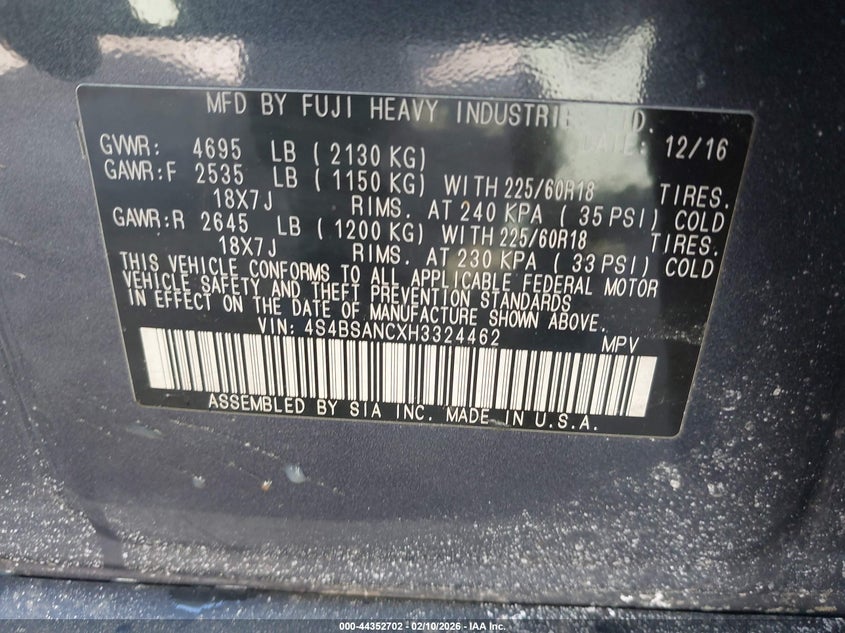 MFD BY FUJI HEAVY INDUSTRI D.
DATE: 12/16
GVWR: 4695 LB ( 2130 KG)
GAWR:F 2535 LB ( 1150 KG) WITH 225/60R18 TIRES.
18X7J RIMS. AT 240 KPA ( 35 PSI) COLD
GAWR:R 2645 LB ( 1200 KG) WITH 225/60R18 TIRES.
18X7J RIMS. AT 230 KPA ( 33 PSI) COLD
THIS VEHICLE CONFORMS TO ALL APPLICABLE FEDERAL MOTOR
VEHICLE SAFETY AND THEFT PREVENTION STANDARDS
IN EFFECT ON THE DATE OF MANUFACTURE SHOWN ABOVE.
VIN: 4S4BSANCXH3324462 MPV
ASSEMBLED BY SIA INC. MADE IN U.S.A.
000-44352702 - 02/10/2026 - IAA Inc.